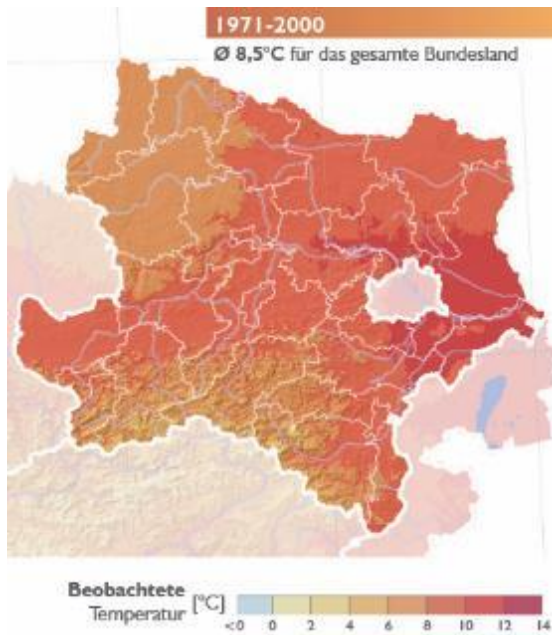 1971-2000
Ø 8,5°C für das gesamte Bundesland
Beobachtete
Temperatur [°C]
<0 0 2 4 6 8 10 12 14